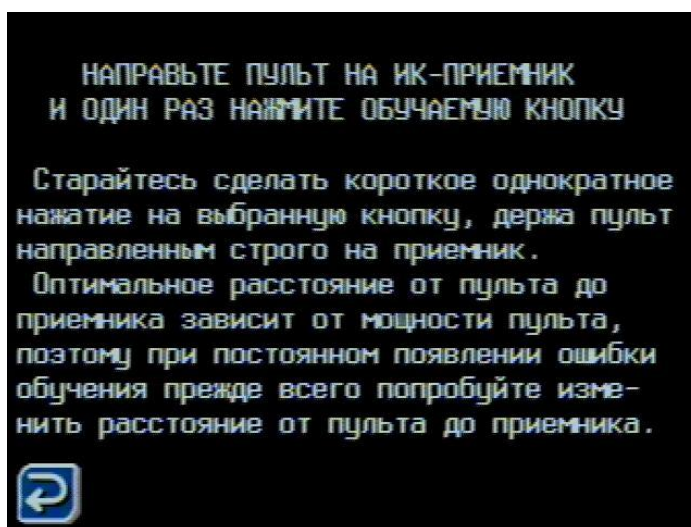 НАПРАВЬТЕ ПУЛЬТ НА ИК-ПРИЕМНИК
И ОДИН РАЗ НАЖМИТЕ ОБУЧАЕМУЮ КНОПКУ
Старайтесь сделать короткое однократное
нажатие на выбранную кнопку, держа пульт
направленным строго на приемник.
Оптимальное расстояние от пульта до
приемника зависит от мощности пульта,
поэтому при постоянном появлении ошибки
обучения прежде всего попробуйте изме-
нить расстояние от пульта до приемника.